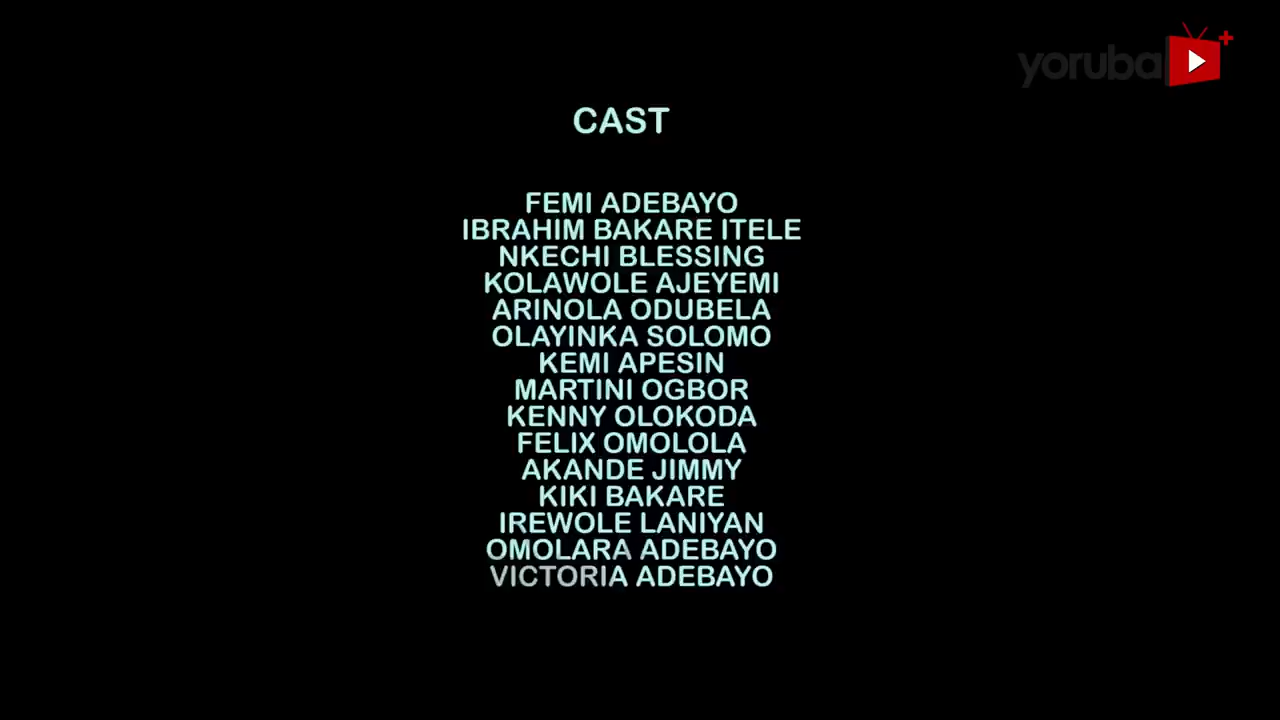 yoruba
CAST
FEMI ADEBAYO
IBRAHIM BAKARE ITELE
NKECHI BLESSING
KOLAWOLE AJEYEMI
ARINOLA ODUBELA
OLAYINKA SOLOMO
KEMI APESIN
MARTINI OGBOR
KENNY OLOKODA
FELIX OMOLOLA
AKANDE JIMMY
KIKI BAKARE
IREWOLE LANIYAN
OMOLARA ADEBAYO
VICTORIA ADEBAYO